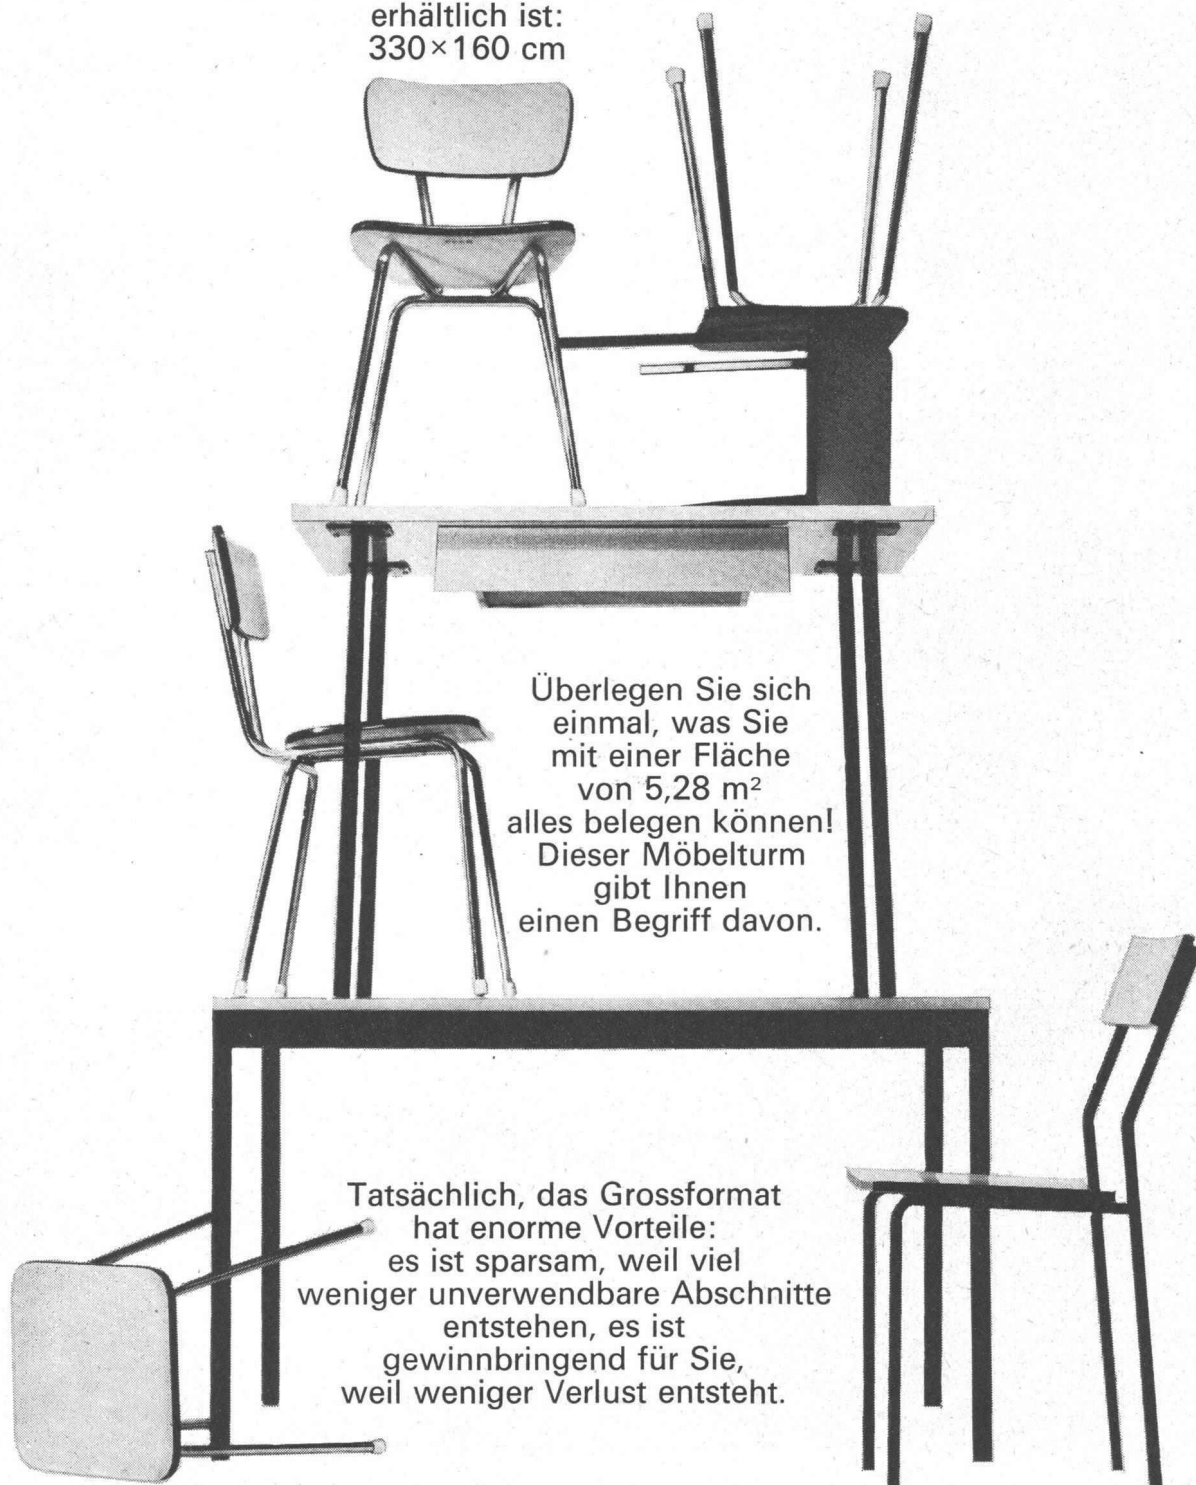 erhältlich ist:
330×160 cm
Überlegen Sie sich
einmal, was Sie
mit einer Fläche
von 5,28 m²
alles belegen können!
Dieser Möbelturm
gibt Ihnen
einen Begriff davon.
Tatsächlich, das Grossformat
hat enorme Vorteile:
es ist sparsam, weil viel
weniger unverwendbare Abschnitte
entstehen, es ist
gewinnbringend für Sie,
weil weniger Verlust entsteht.